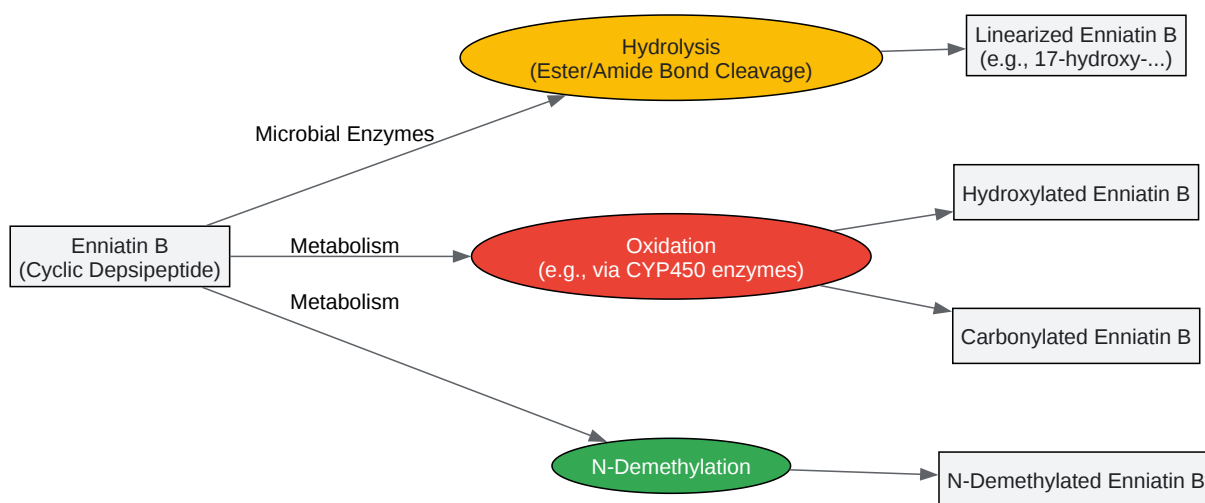 Hydrolysis
(Ester/Amide Bond Cleavage)
Linearized Enniatin B
(e.g., 17-hydroxy-...)
Microbial Enzymes
Hydroxylated Enniatin B
Enniatin B
(Cyclic Depsipeptide)
Metabolism
Oxidation
(e.g., via CYP450 enzymes)
Metabolism
Carbonylated Enniatin B
N-Demethylation
N-Demethylated Enniatin B